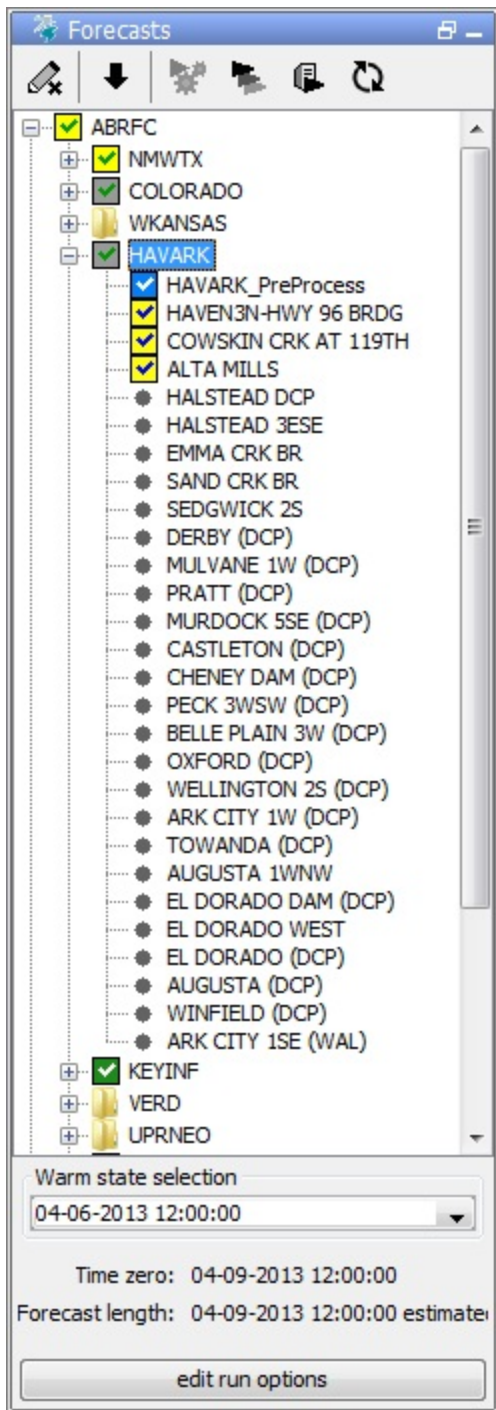 Forecasts
ABRFC
NMWTX
COLORADO
WKANSAS
HAVARK
HAVARK_PreProcess
HAVEN3N-HWY 96 BRDG
COWSKIN CRK AT 119TH
ALTA MILLS
HALSTEAD DCP
HALSTEAD 3ESE
EMMA CRK BR
SAND CRK BR
SEDGWICK 2S
DERBY (DCP)
MULVANE 1W (DCP)
PRATT (DCP)
MURDOCK 5SE (DCP)
CASTLETON (DCP)
CHENEY DAM (DCP)
PECK 3WSW (DCP)
BELLE PLAIN 3W (DCP)
OXFORD (DCP)
WELLINGTON 2S (DCP)
ARK CITY 1W (DCP)
TOWANDA (DCP)
AUGUSTA 1WNW
EL DORADO DAM (DCP)
EL DORADO WEST
EL DORADO (DCP)
AUGUSTA (DCP)
WINFIELD (DCP)
ARK CITY 1SE (WAL)
KEYINF
VERD
UPRNEO
Warm state selection
04-06-2013 12:00:00
Time zero: 04-09-2013 12:00:00
Forecast length: 04-09-2013 12:00:00 estimate
edit run options